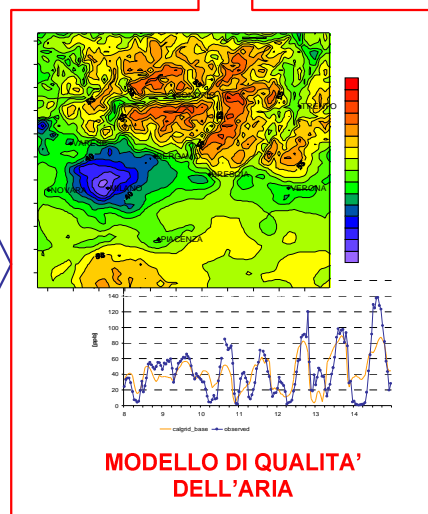 TRENTO
VARESE
BERGAMO
BRESCIA
NOVARA
MILANO
VERONA
PIACENZA
140
120
100
80
60
40
20
0
[ppb]
8 9 10 11 12 13 14
calgrid_base observed
MODELLO DI QUALITA'
DELL'ARIA